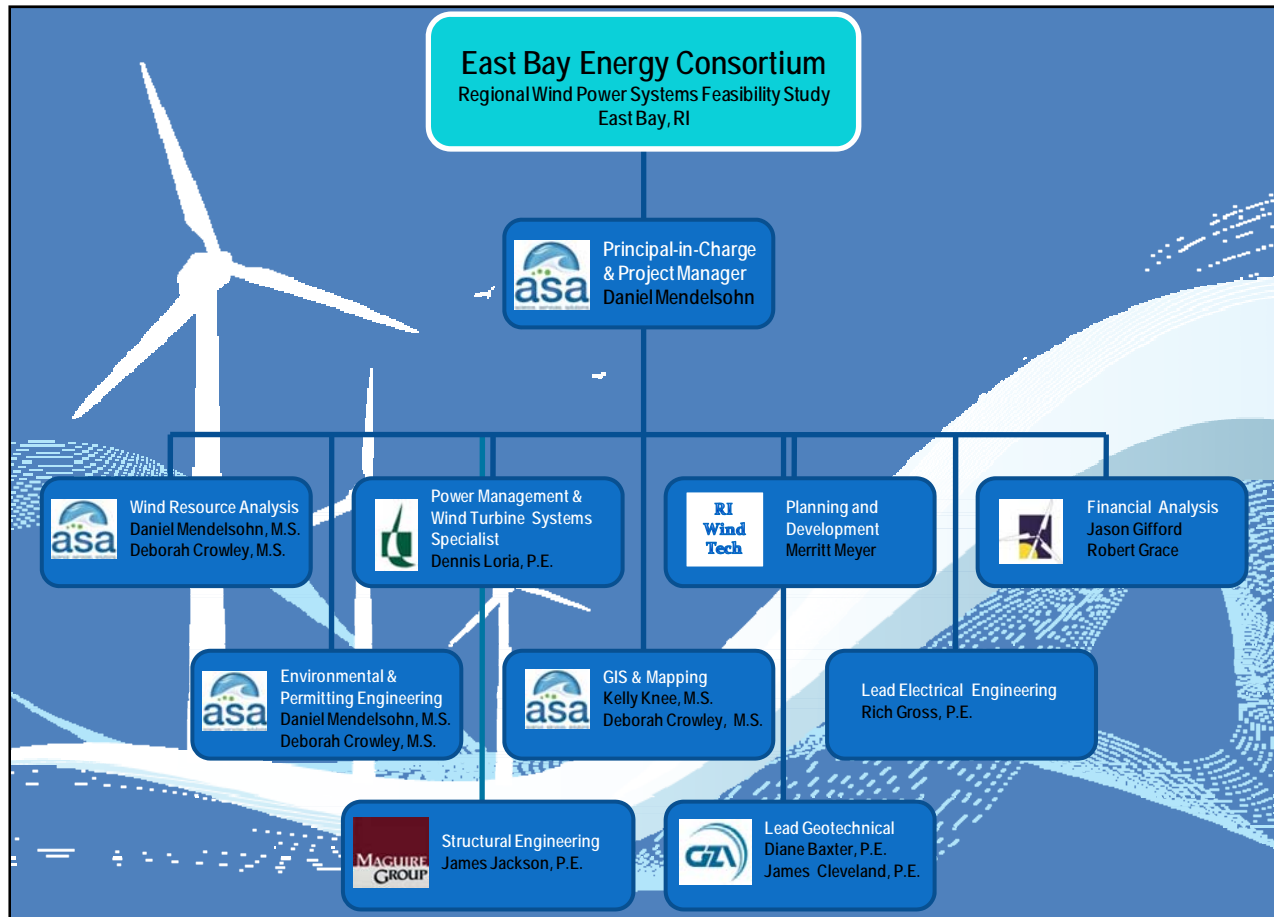 East Bay Energy Consortium
Regional Wind Power Systems Feasibility Study
East Bay, RI
asa
Principal-in-Charge
& Project Manager
Daniel Mendelsohn
asa
Wind Resource Analysis
Daniel Mendelsohn, M.S.
Deborah Crowley, M.S.
Power Management &
Wind Turbine Systems
Specialist
Dennis Loria, P.E.
RI
Wind
Tech
Planning and
Development
Merritt Meyer
Financial Analysis
Jason Gifford
Robert Grace
asa
Environmental &
Permitting Engineering
Daniel Mendelsohn, M.S.
Deborah Crowley, M.S.
asa
GIS & Mapping
Kelly Knee, M.S.
Deborah Crowley, M.S.
Lead Electrical Engineering
Rich Gross, P.E.
MAGUIRE
GROUP
Structural Engineering
James Jackson, P.E.
GZA
Lead Geotechnical
Diane Baxter, P.E.
James Cleveland, P.E.